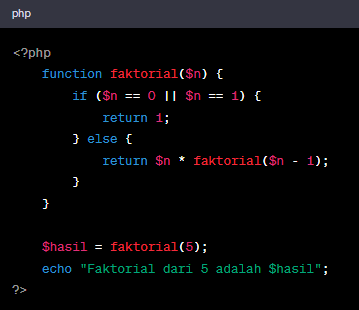 php
<?php
    function faktorial($n) {
        if ($n == 0 || $n == 1) {
            return 1;
        } else {
            return $n * faktorial($n - 1);
        }
    }

    $hasil = faktorial(5);
    echo "Faktorial dari 5 adalah $hasil";
?>